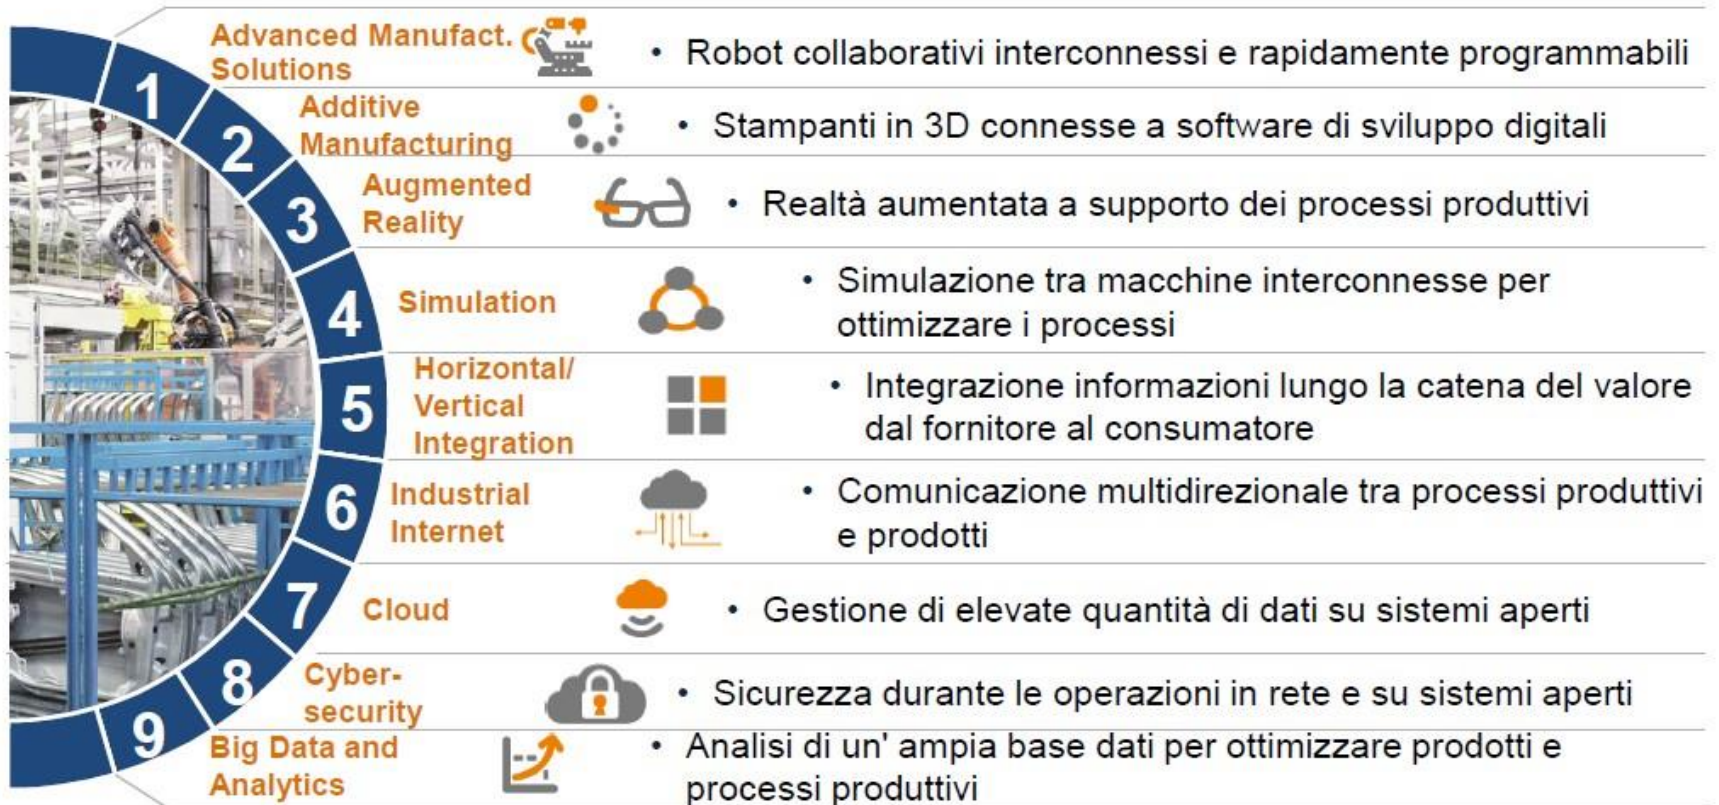 1
Advanced Manufact.
Solutions
• Robot collaborativi interconnessi e rapidamente programmabili
2
Additive
Manufacturing
• Stampanti in 3D connesse a software di sviluppo digitali
3
Augmented
Reality
• Realtà aumentata a supporto dei processi produttivi
4
Simulation
• Simulazione tra macchine interconnesse per
ottimizzare i processi
5
Horizontal/
Vertical
Integration
• Integrazione informazioni lungo la catena del valore
dal fornitore al consumatore
6
Industrial
Internet
• Comunicazione multidirezionale tra processi produttivi
e prodotti
7
Cloud
• Gestione di elevate quantità di dati su sistemi aperti
8
Cyber-
security
• Sicurezza durante le operazioni in rete e su sistemi aperti
9
Big Data and
Analytics
• Analisi di un' ampia base dati per ottimizzare prodotti e
processi produttivi